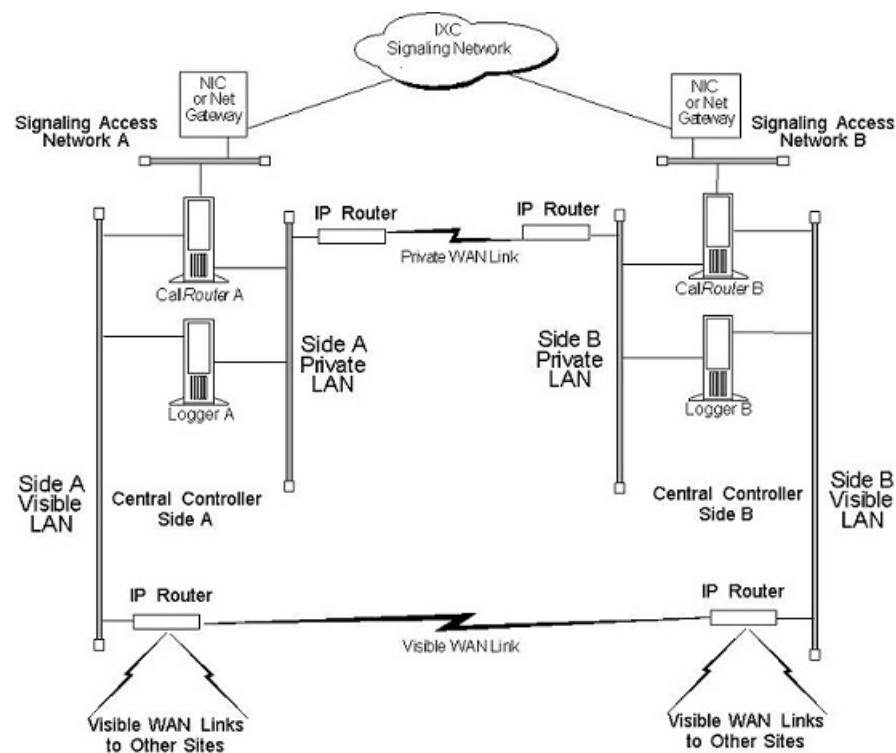 IXC
Signaling Network
NIC
or Net
Gateway
NIC
or Net
Gateway
Signaling Access
Network A
Signaling Access
Network B
IP Router
IP Router
Private WAN Link
CallRouter A
CallRouter B
Side A
Private
LAN
Side B
Private
LAN
Logger A
Logger B
Side A
Visible
LAN
Central Controller
Side A
Central Controller
Side B
Side B
Visible
LAN
IP Router
IP Router
Visible WAN Link
Visible WAN Links
to Other Sites
Visible WAN Links
to Other Sites